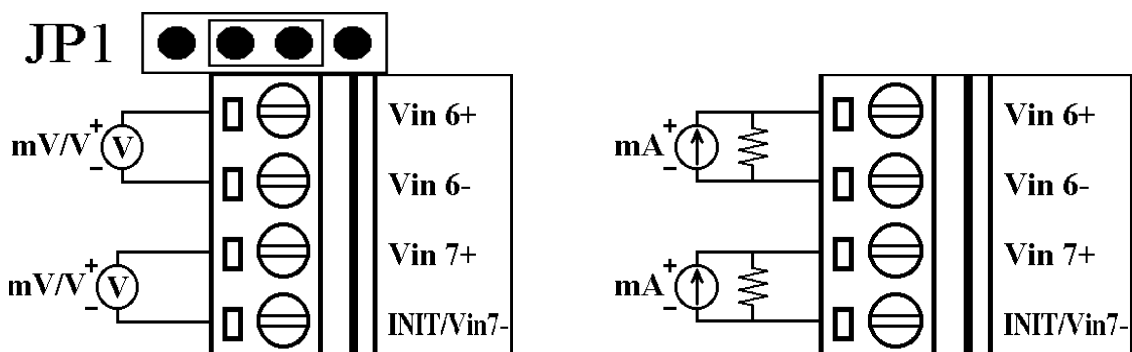 JP1
mV/V + V − Vin 6+
Vin 6-
mV/V + V − Vin 7+
INIT/Vin7-
mA + − Vin 6+
Vin 6-
mA + − Vin 7+
INIT/Vin7-